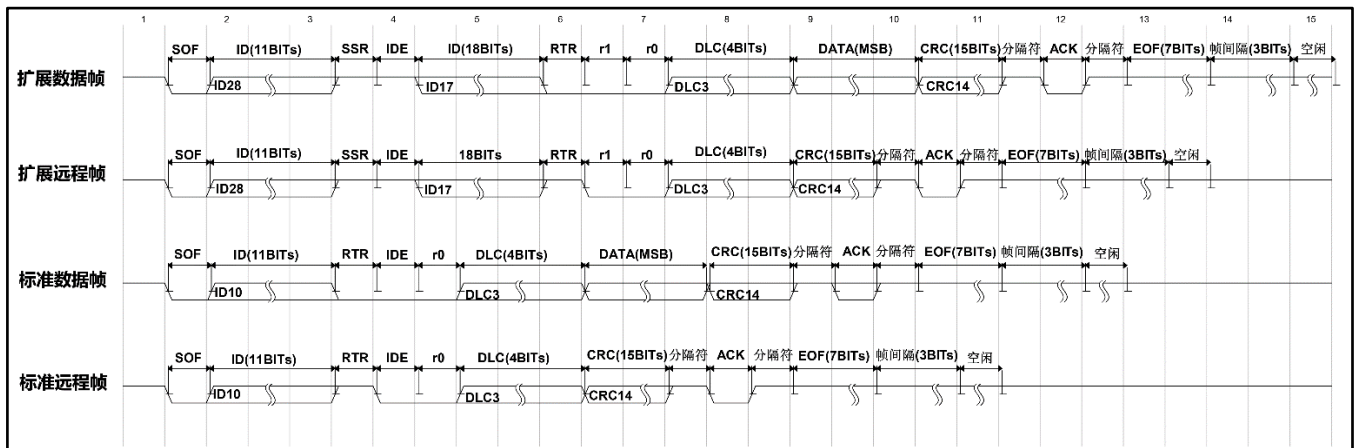 1 2 3 4 5 6 7 8 9 10 11 12 13 14 15
SOF ID(11BITs) SSR IDE ID(18BITs) RTR r1 r0 DLC(4BITs) DATA(MSB) CRC(15BITs) 分隔符 ACK 分隔符 EOF(7BITs) 帧间隔(3BITs) 空闲
扩展数据帧
ID28 ID17 DLC3 CRC14
SOF ID(11BITs) SSR IDE 18BITs RTR r1 r0 DLC(4BITs) CRC(15BITs) 分隔符 ACK 分隔符 EOF(7BITs) 帧间隔(3BITs) 空闲
扩展远程帧
ID28 ID17 DLC3 CRC14
SOF ID(11BITs) RTR IDE r0 DLC(4BITs) DATA(MSB) CRC(15BITs) 分隔符 ACK 分隔符 EOF(7BITs) 帧间隔(3BITs) 空闲
标准数据帧
ID10 DLC3 CRC14
SOF ID(11BITs) RTR IDE r0 DLC(4BITs) CRC(15BITs) 分隔符 ACK 分隔符 EOF(7BITs) 帧间隔(3BITs) 空闲
标准远程帧
ID10 DLC3 CRC14